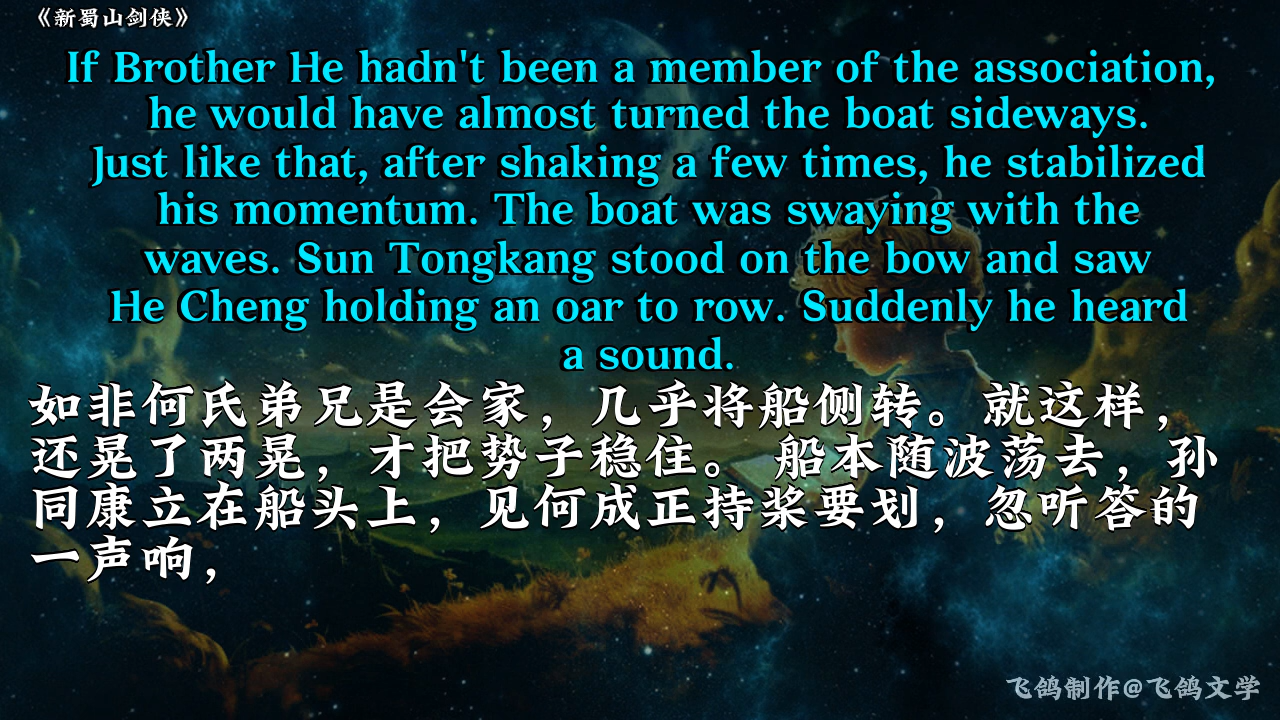 《新蜀山剑侠》
If Brother He hadn't been a member of the association,
he would have almost turned the boat sideways.
Just like that, after shaking a few times, he stabilized
his momentum. The boat was swaying with the
waves. Sun Tongkang stood on the bow and saw
He Cheng holding an oar to row. Suddenly he heard
a sound.
如非何氏弟兄是会家，几乎将船侧转。就这样，
还晃了两晃，才把势子稳住。 船本随波荡去，孙
同康立在船头上，见何成正持桨要划，忽听答的
一声响，
飞鸽制作@飞鸽文学